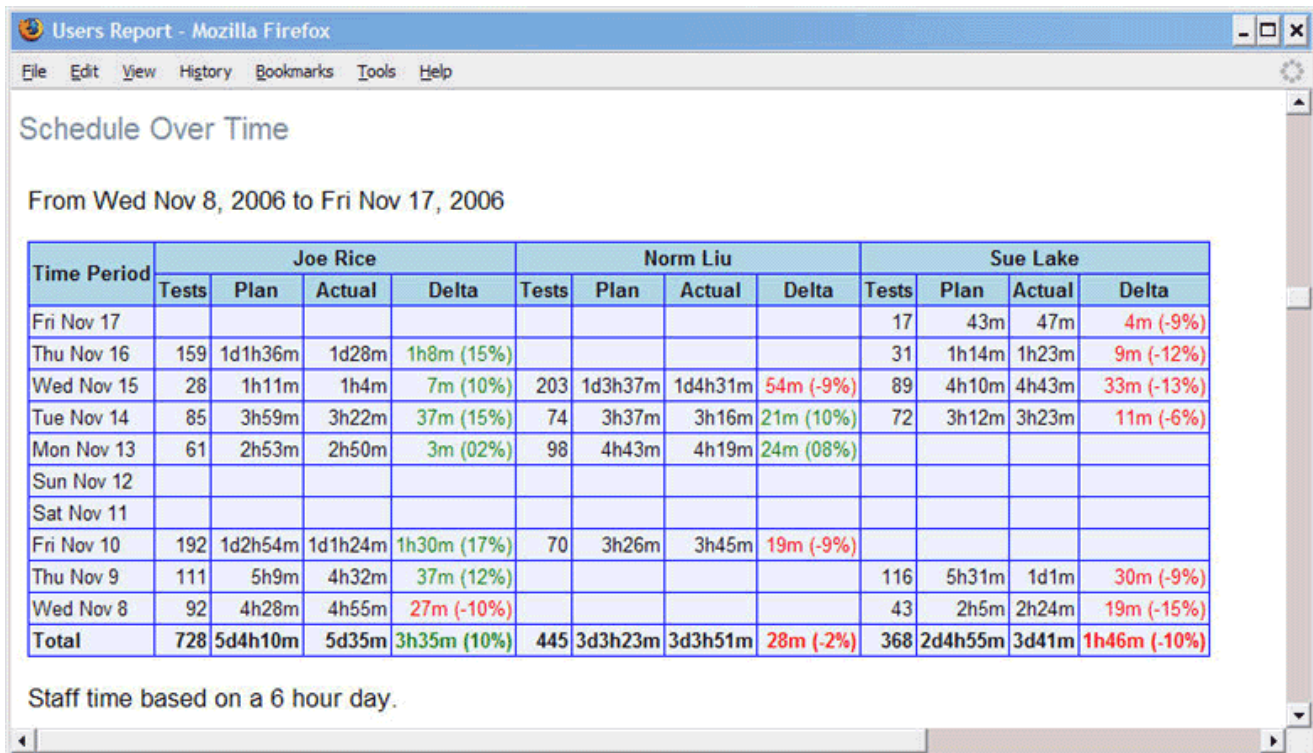 Users Report - Mozilla Firefox
File Edit View History Bookmarks Tools Help
Schedule Over Time
From Wed Nov 8, 2006 to Fri Nov 17, 2006
Time Period Joe Rice Norm Liu Sue Lake
Tests Plan Actual Delta Tests Plan Actual Delta Tests Plan Actual Delta
Fri Nov 17 17 43m 47m 4m (-9%)
Thu Nov 16 159 1d1h36m 1d28m 1h8m (15%) 31 1h14m 1h23m 9m (-12%)
Wed Nov 15 28 1h11m 1h4m 7m (10%) 203 1d3h37m 1d4h31m 54m (-9%) 89 4h10m 4h43m 33m (-13%)
Tue Nov 14 85 3h59m 3h22m 37m (15%) 74 3h37m 3h16m 21m (10%) 72 3h12m 3h23m 11m (-6%)
Mon Nov 13 61 2h53m 2h50m 3m (02%) 98 4h43m 4h19m 24m (08%)
Sun Nov 12
Sat Nov 11
Fri Nov 10 192 1d2h54m 1d1h24m 1h30m (17%) 70 3h26m 3h45m 19m (-9%)
Thu Nov 9 111 5h9m 4h32m 37m (12%) 116 5h31m 1d1m 30m (-9%)
Wed Nov 8 92 4h28m 4h55m 27m (-10%) 43 2h5m 2h24m 19m (-15%)
Total 728 5d4h10m 5d35m 3h35m (10%) 445 3d3h23m 3d3h51m 28m (-2%) 368 2d4h55m 3d41m 1h46m (-10%)
Staff time based on a 6 hour day.